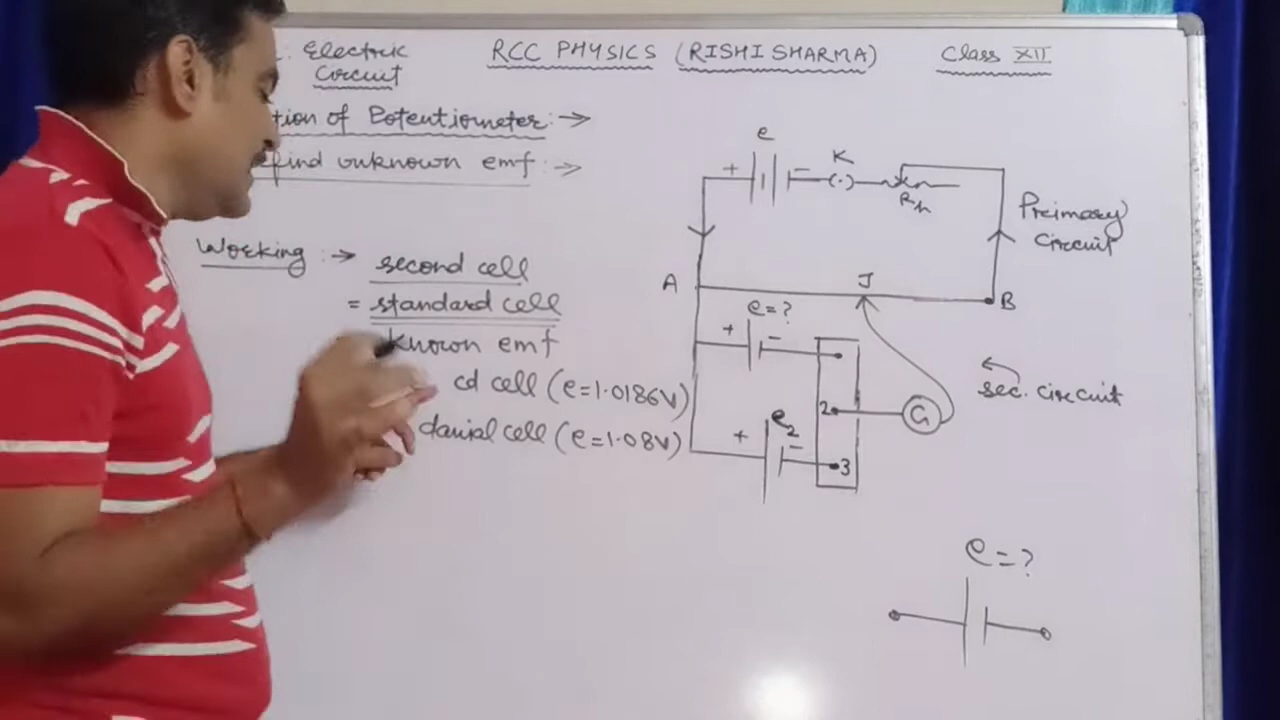 Electric
Circuit
RCC PHYSICS (RISHI SHARMA)
Class XII
tion of Potentiometer :→
find unknown emf :→
Working :→ second cell
= standard cell
known emf
cd cell (e=1.0186V)
danial cell (e=1.08V)
e
+ - K
Rh
Primary
circuit
A J B
e=?
+ -
sec. circuit
2 G
e2
+ -
3
e=?